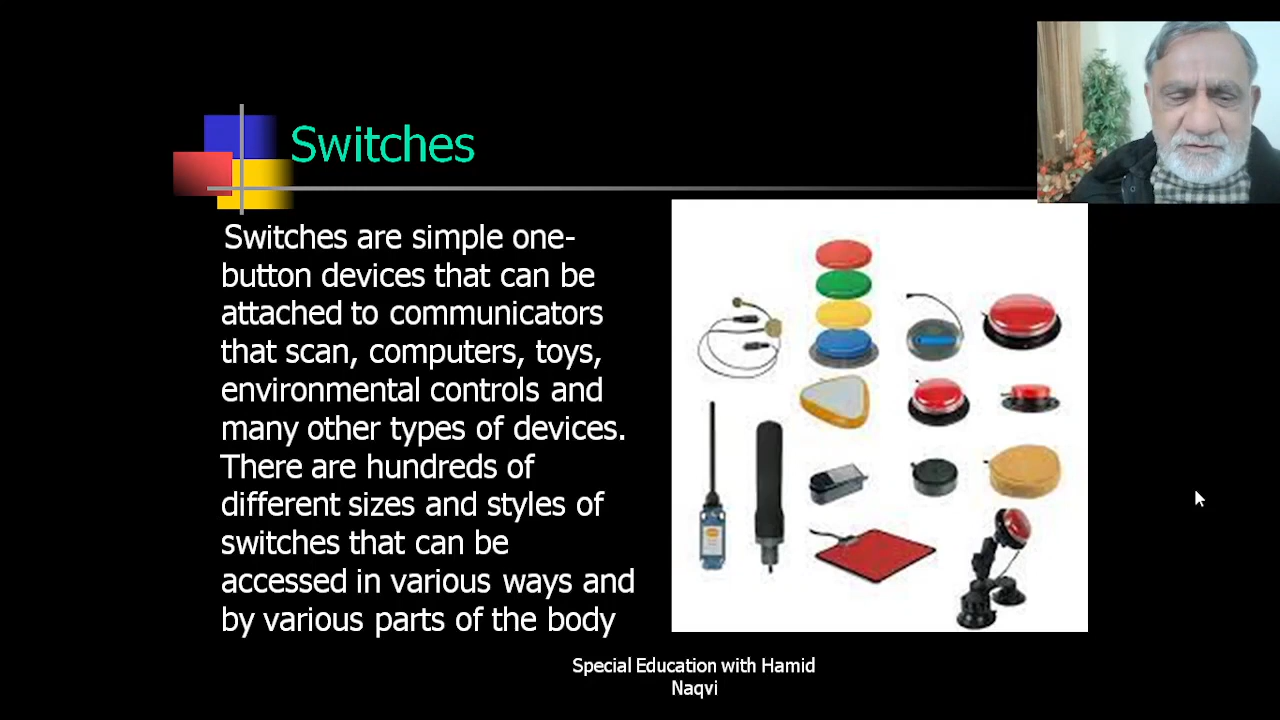 Switches
Switches are simple one-
button devices that can be
attached to communicators
that scan, computers, toys,
environmental controls and
many other types of devices.
There are hundreds of
different sizes and styles of
switches that can be
accessed in various ways and
by various parts of the body
Special Education with Hamid
Naqvi